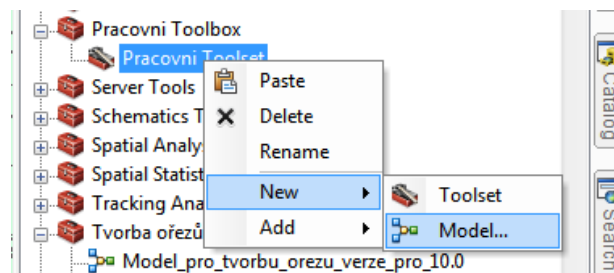 Pracovni Toolbox
Pracovni Toolset
Server Tools
Paste
Schematics T
Delete
Spatial Analy
Rename
Spatial Statist
Tracking Ana
New
Toolset
Tvorba ořezů
Add
Model...
Model_pro_tvorbu_orezu_verze_pro_10.0
Catalog
Search